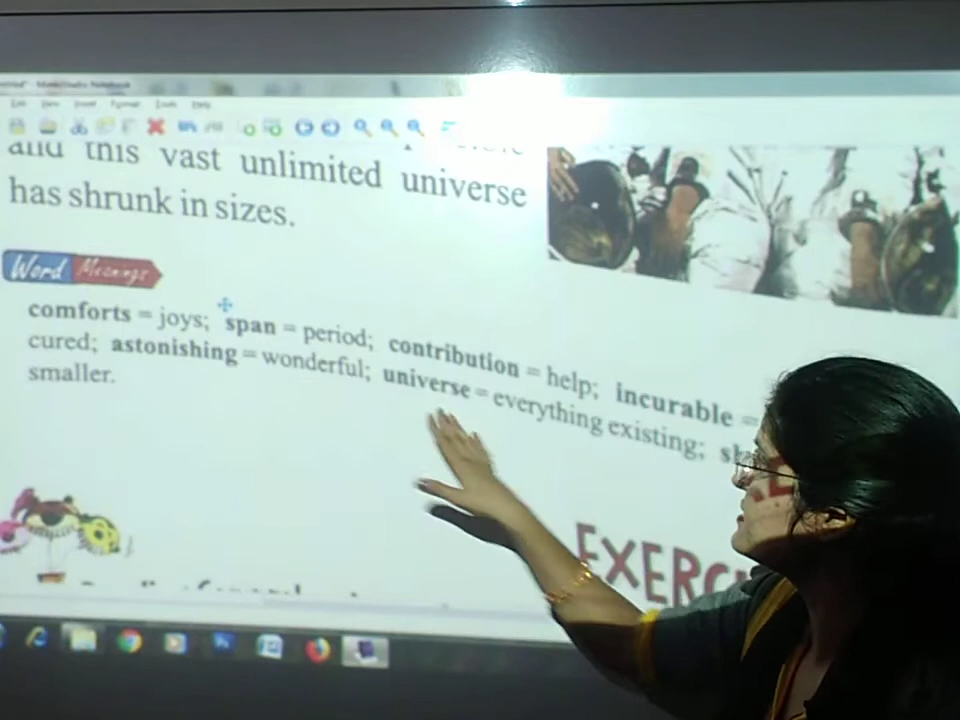 and this vast unlimited universe
has shrunk in sizes.
Word Meanings
comforts = joys; span = period; contribution = help; incurable =
cured; astonishing = wonderful; universe = everything existing;
smaller.